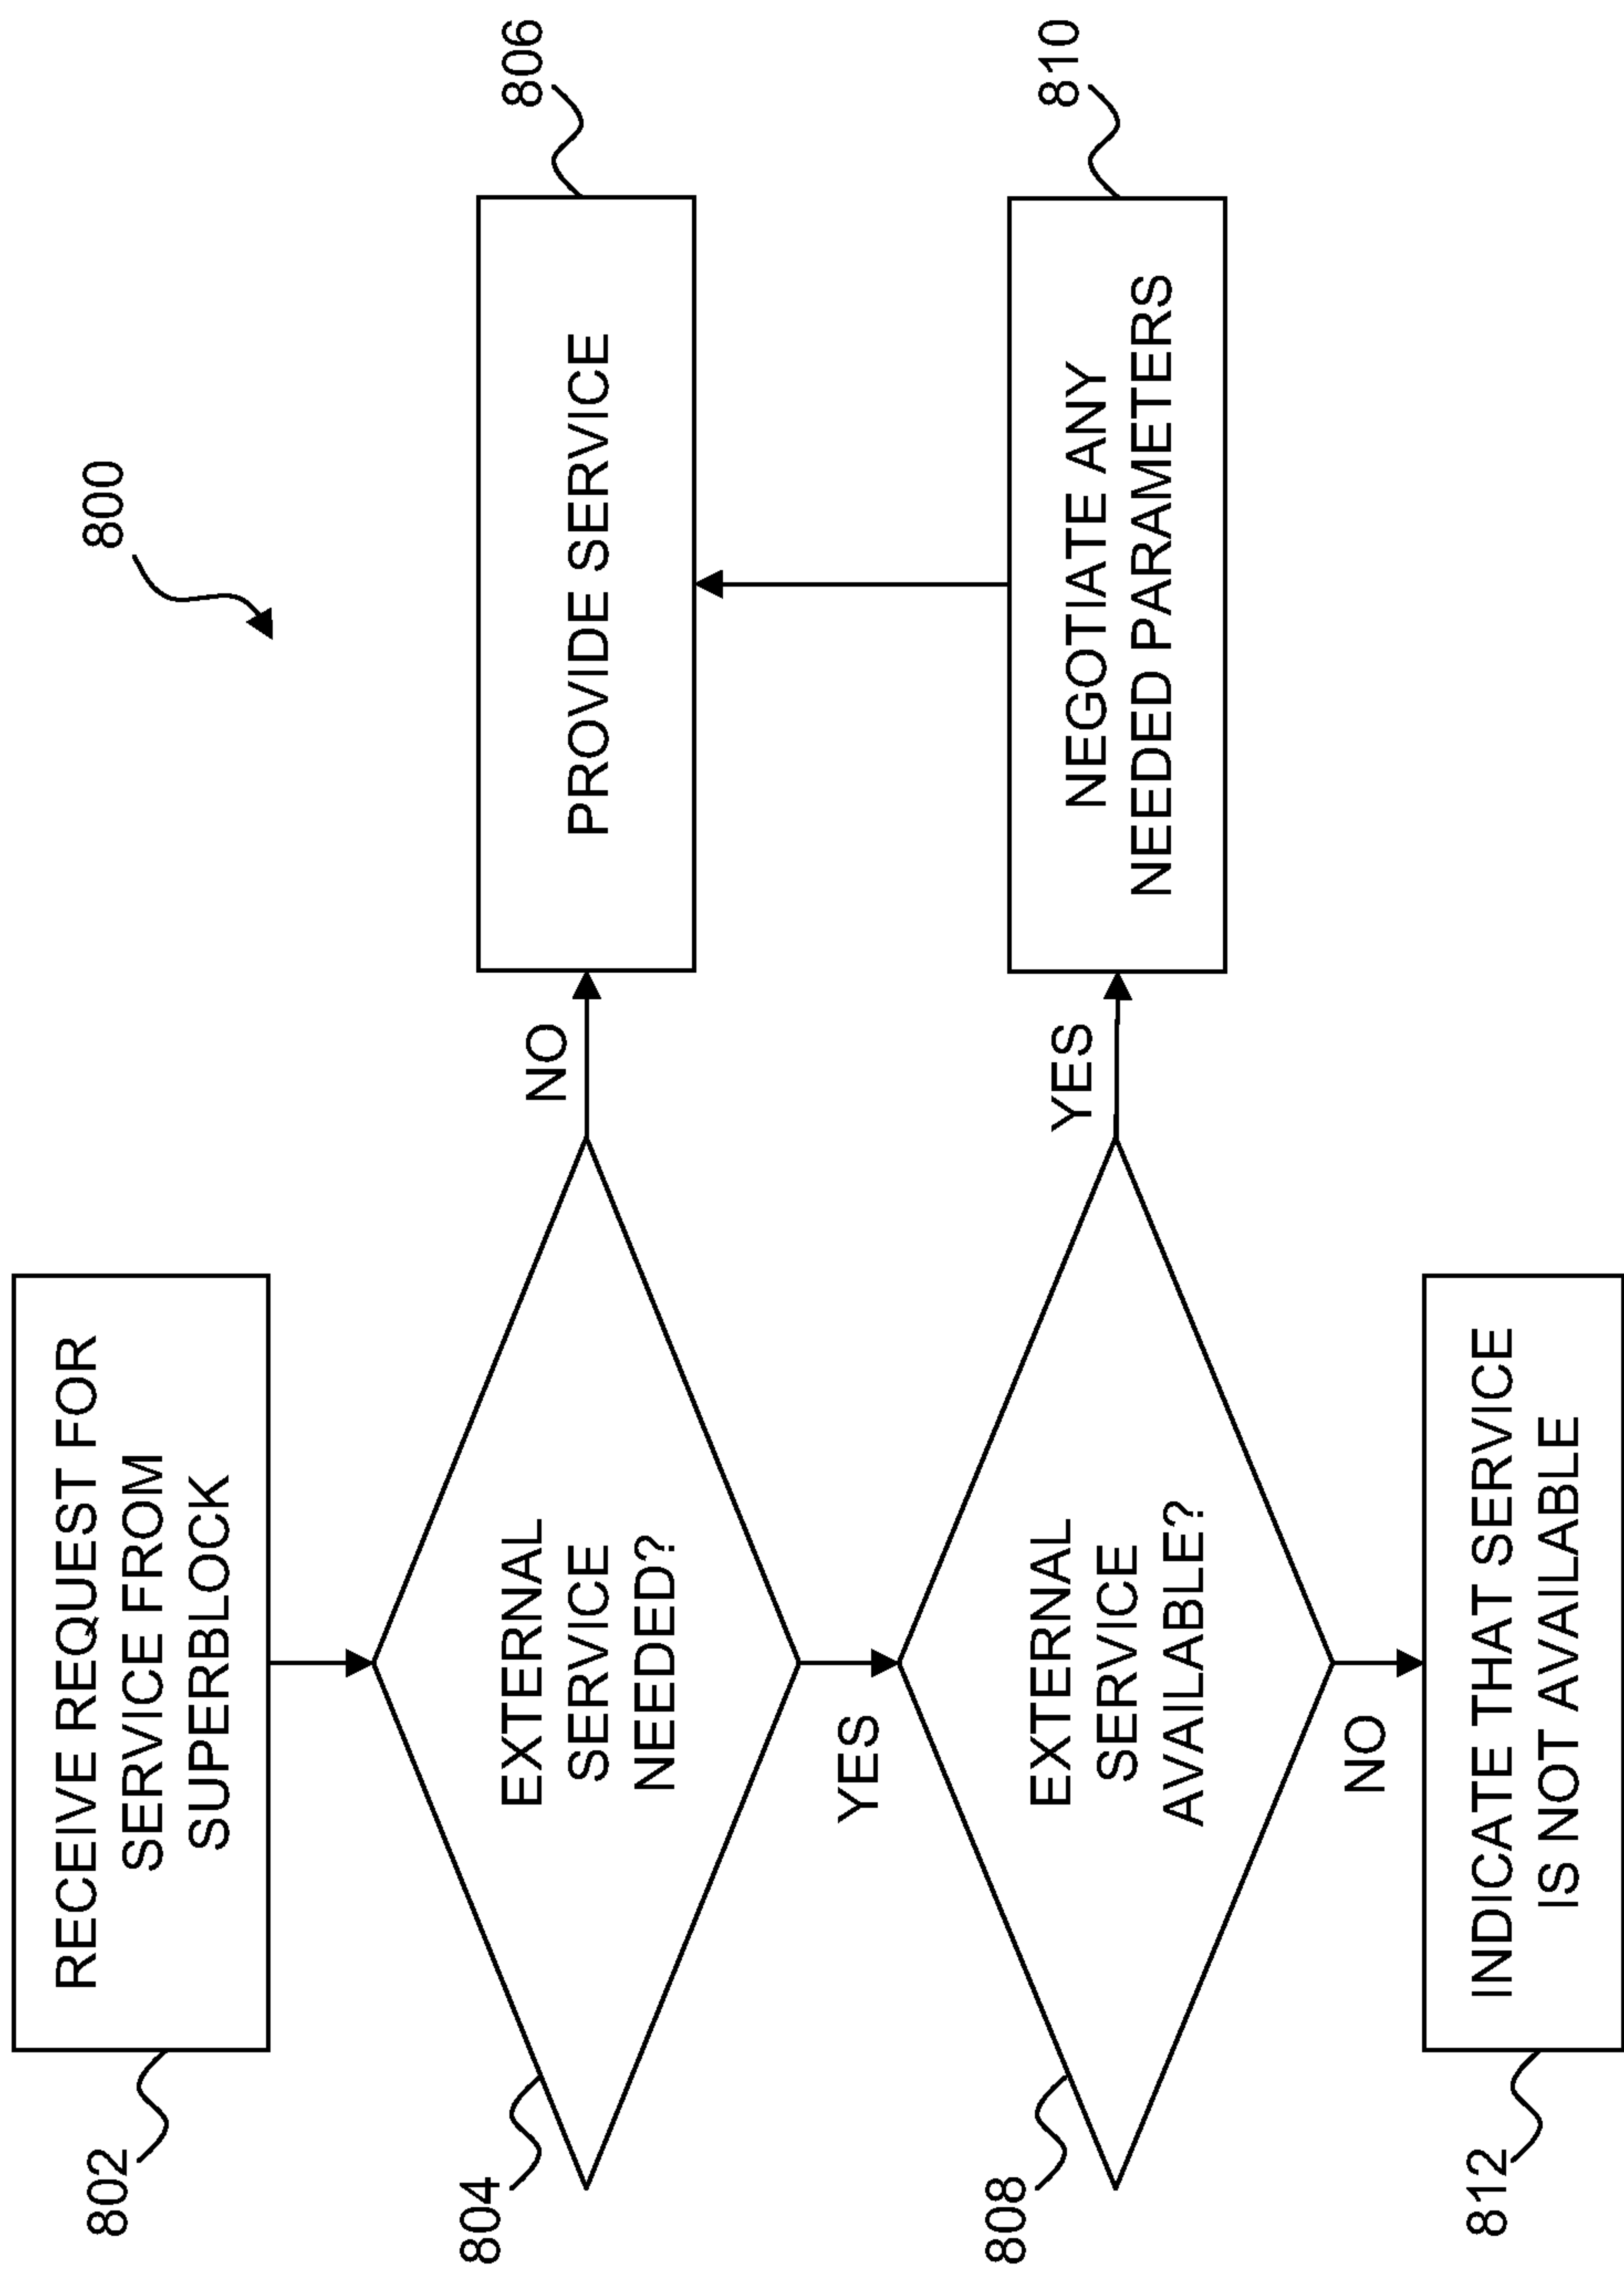 800
802
RECEIVE REQUEST FOR
SERVICE FROM
SUPERBLOCK
804
EXTERNAL
SERVICE
NEEDED?
NO
PROVIDE SERVICE
806
YES
808
EXTERNAL
SERVICE
AVAILABLE?
YES
NEGOTIATE ANY
NEEDED PARAMETERS
810
NO
812
INDICATE THAT SERVICE
IS NOT AVAILABLE